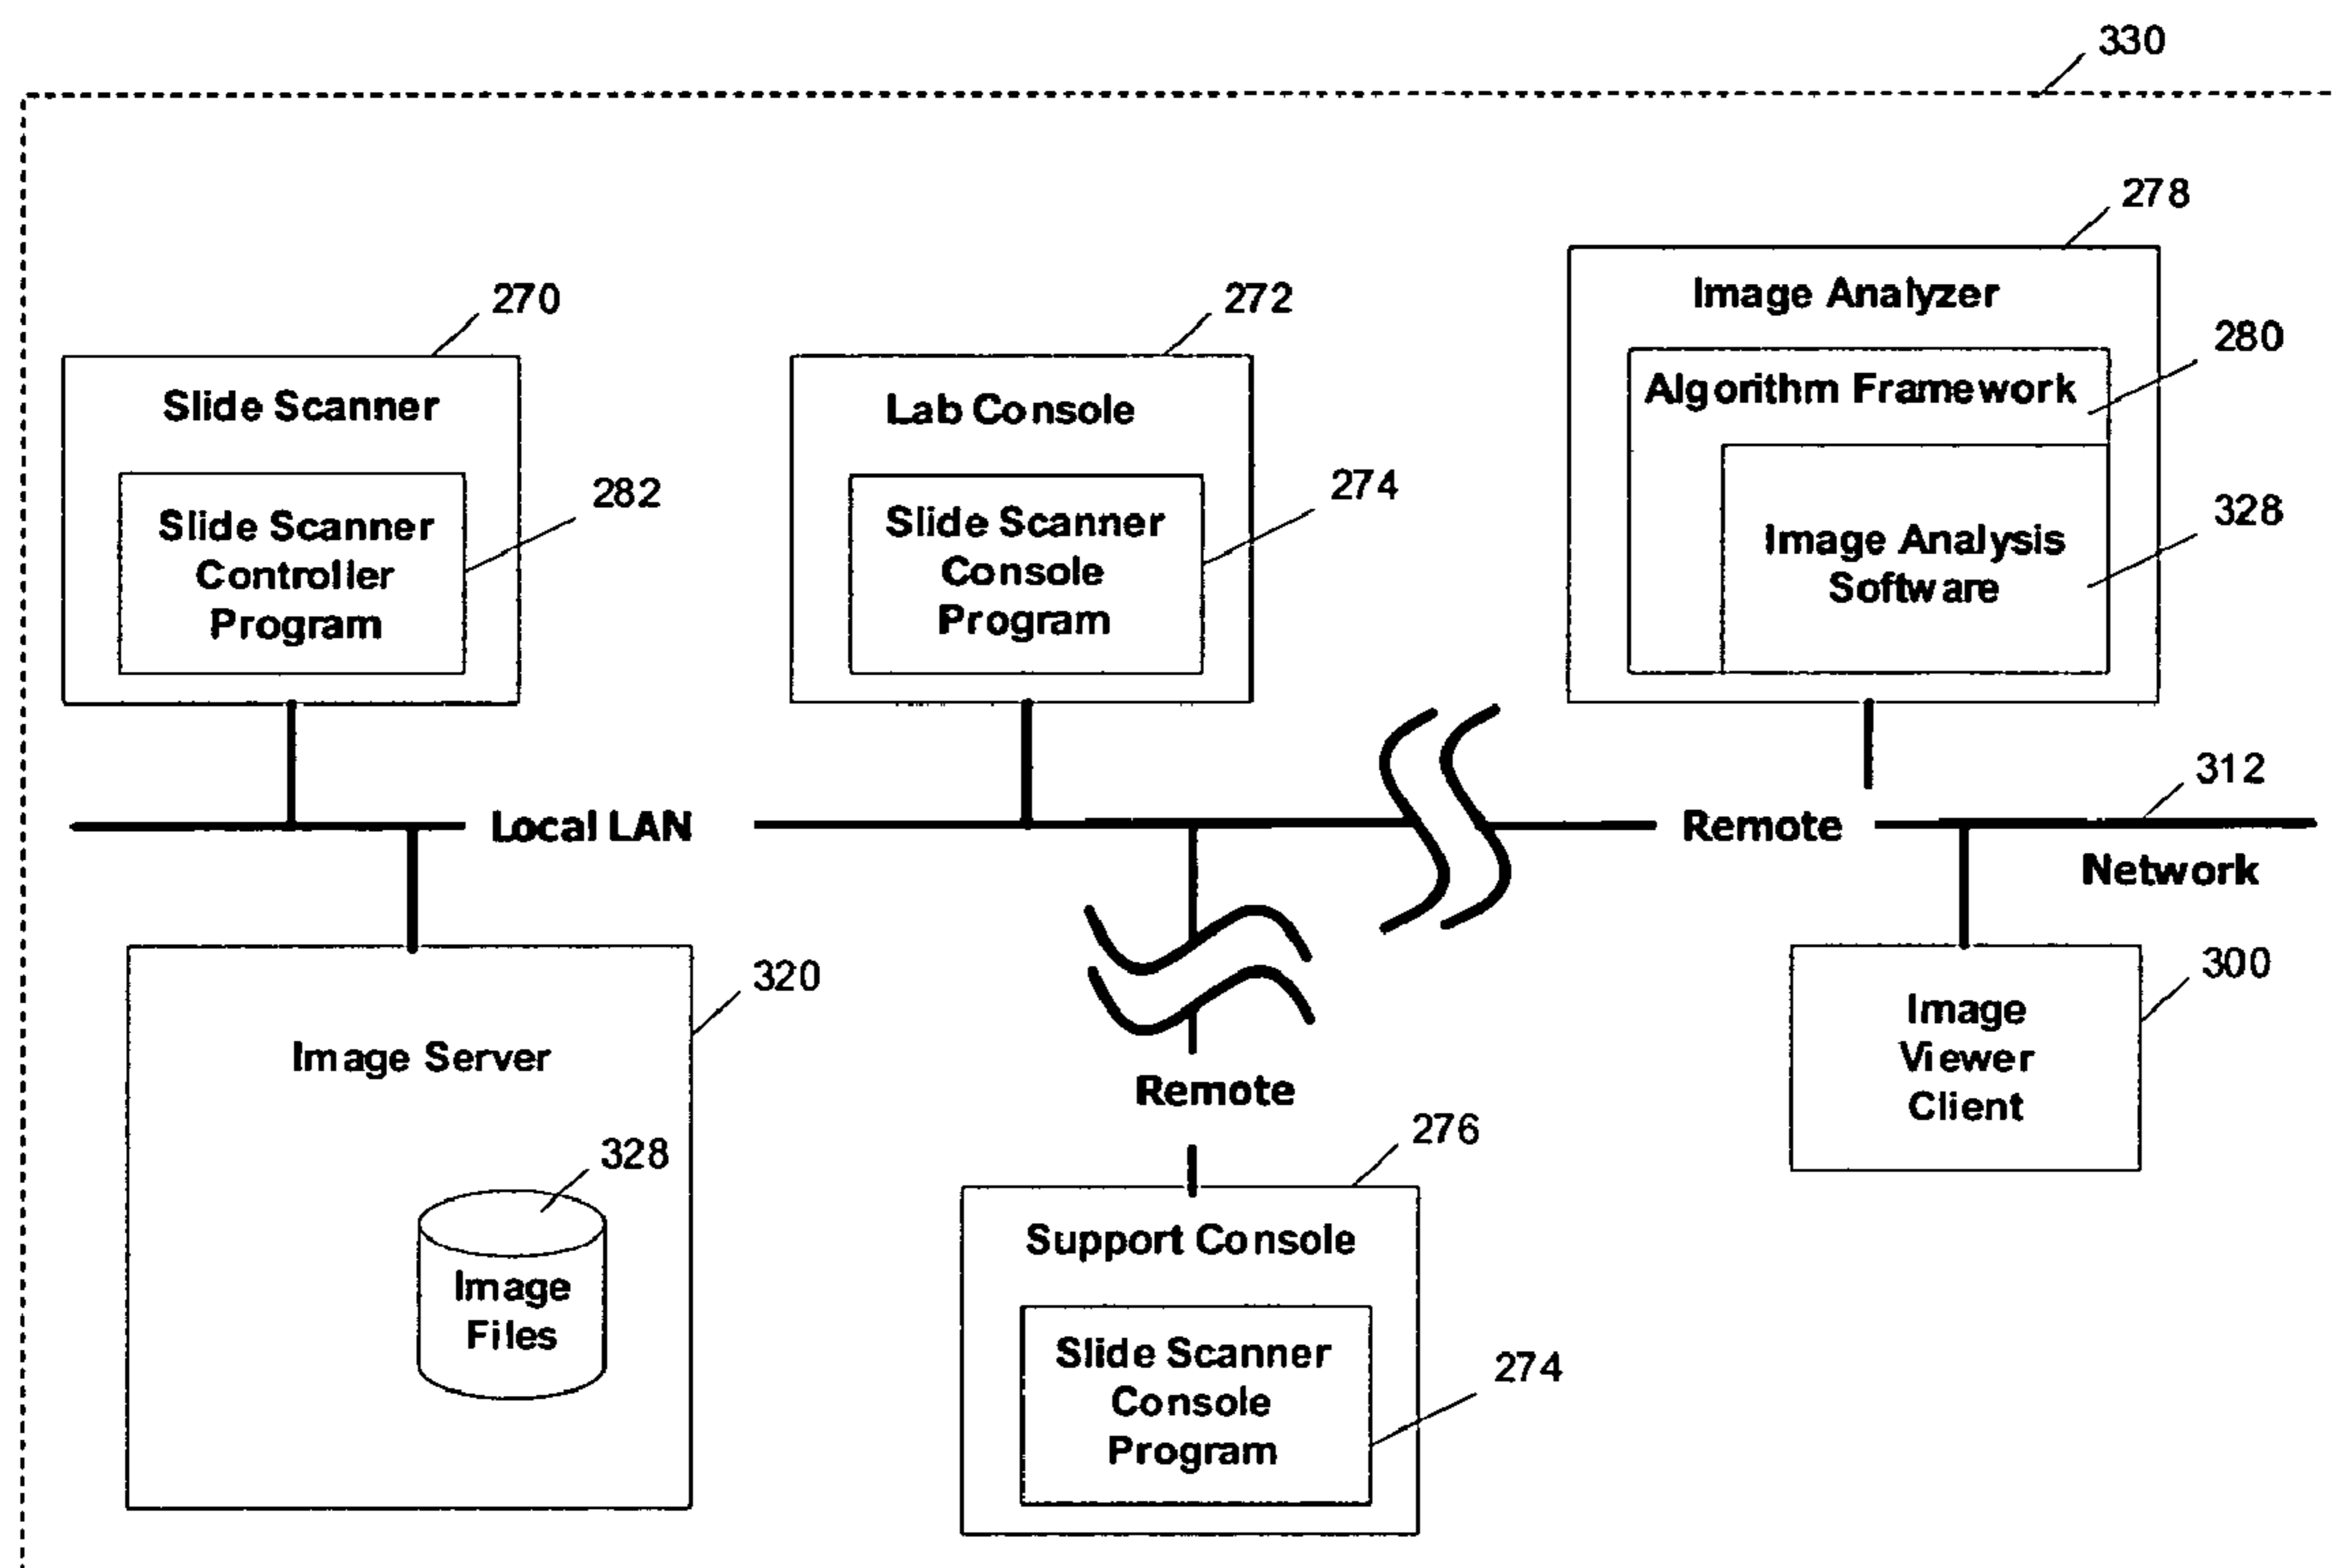 330
278
Image Analyzer
270
272
280
Slide Scanner
Lab Console
Algorithm Framework
282
274
328
Slide Scanner
Controller
Program
Slide Scanner
Console
Program
Image Analysis
Software
312
Local LAN
Remote
Network
320
300
Image Server
Image
Viewer
Client
Remote
328
276
Image
Files
Support Console
274
Slide Scanner
Console
Program